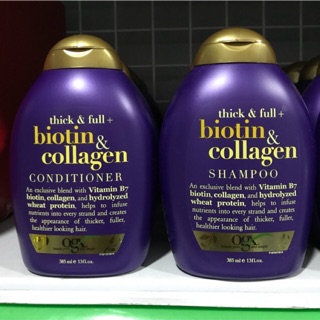 thick & full +
biotin
&
collagen
CONDITIONER
An exclusive blend with Vitamin B7
biotin, collagen, and hydrolyzed
wheat protein, helps to infuse
nutrients into every strand and creates
the appearance of thicker, fuller,
healthier looking hair.
ogx
385 ml e 13 fl oz.
thick & full +
biotin
&
collagen
SHAMPOO
An exclusive blend with Vitamin B7
biotin, collagen, and hydrolyzed
wheat protein, helps to infuse
nutrients into every strand and creates
the appearance of thicker, fuller,
healthier looking hair.
ogx
385 ml e 13 fl oz.